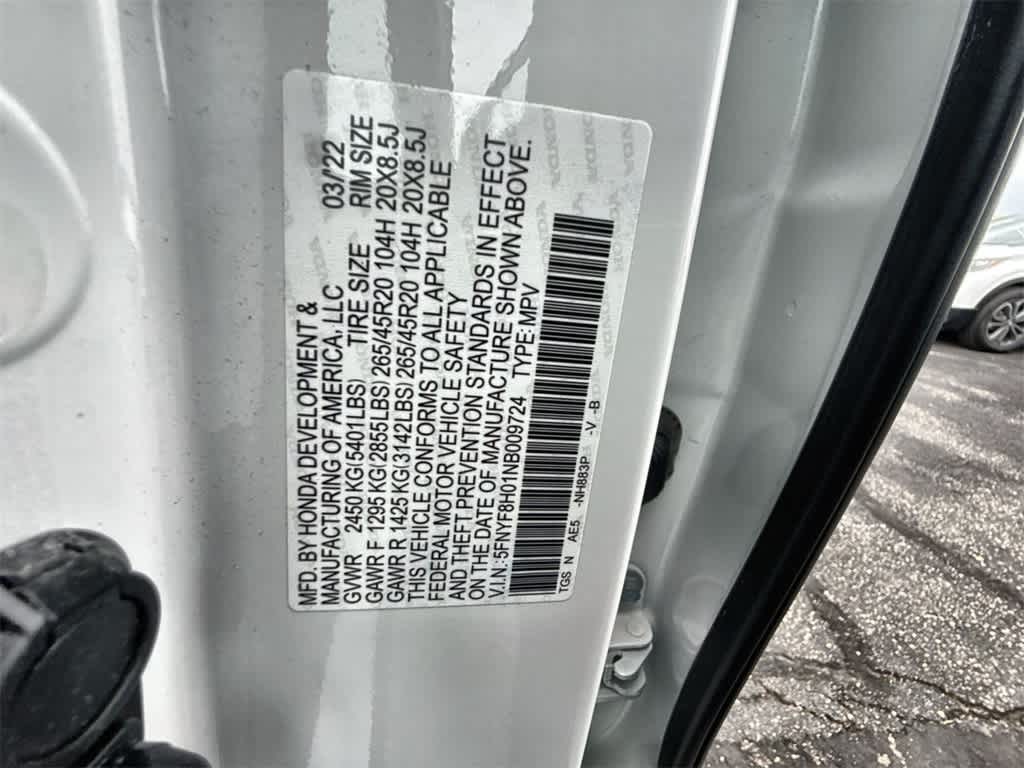 MFD. BY HONDA DEVELOPMENT & 03/22
MANUFACTURING OF AMERICA, LLC
GVWR 2450 KG(5401LBS) TIRE SIZE RIM SIZE
GAWR F 1295 KG(2855LBS) 265/45R20 104H 20X8.5J
GAWR R 1425 KG(3142LBS) 265/45R20 104H 20X8.5J
THIS VEHICLE CONFORMS TO ALL APPLICABLE
FEDERAL MOTOR VEHICLE SAFETY
AND THEFT PREVENTION STANDARDS IN EFFECT
ON THE DATE OF MANUFACTURE SHOWN ABOVE.
V.I.N.:5FNYF8H01NB009724 TYPE: MPV
TGS N AE5 -NH883P -V -B